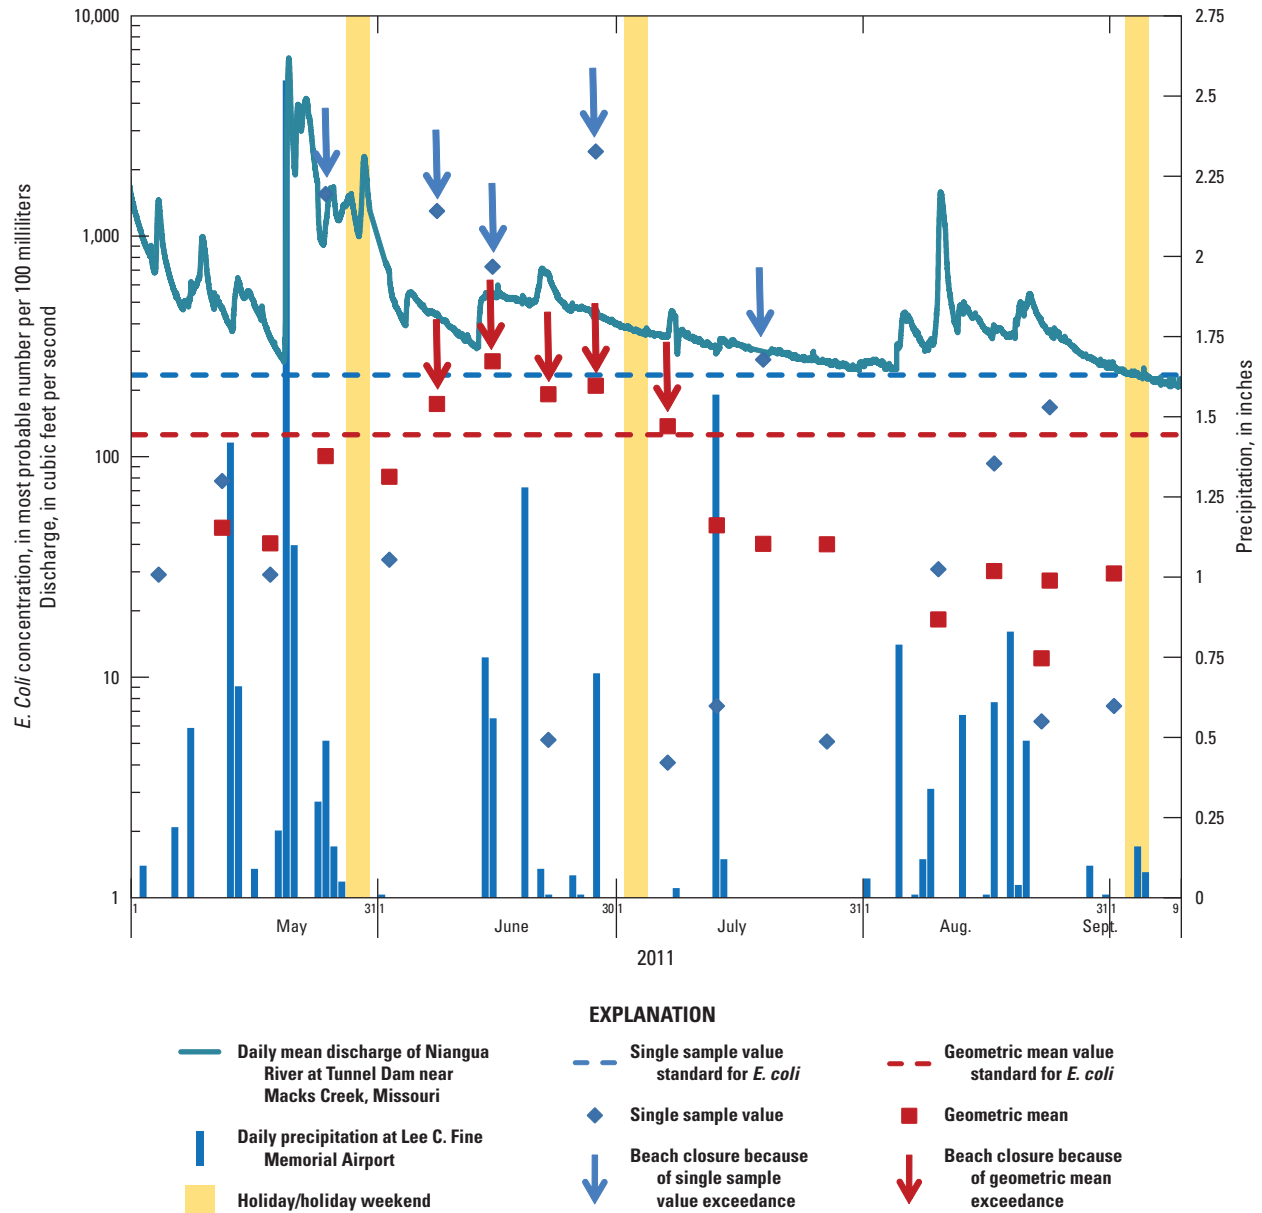 10,000
1,000
100
10
1
E. Coli concentration, in most probable number per 100 milliliters
Discharge, in cubic feet per second
2.75
2.5
2.25
2
1.75
1.5
1.25
1
0.75
0.5
0.25
0
Precipitation, in inches
1 31 1 30 1 31 1 31 1 9
May June July Aug. Sept.
2011
EXPLANATION
Daily mean discharge of Niangua
River at Tunnel Dam near
Macks Creek, Missouri
Daily precipitation at Lee C. Fine
Memorial Airport
Holiday/holiday weekend
Single sample value
standard for E. coli
Single sample value
Beach closure because
of single sample
value exceedance
Geometric mean value
standard for E. coli
Geometric mean
Beach closure because
of geometric mean
exceedance